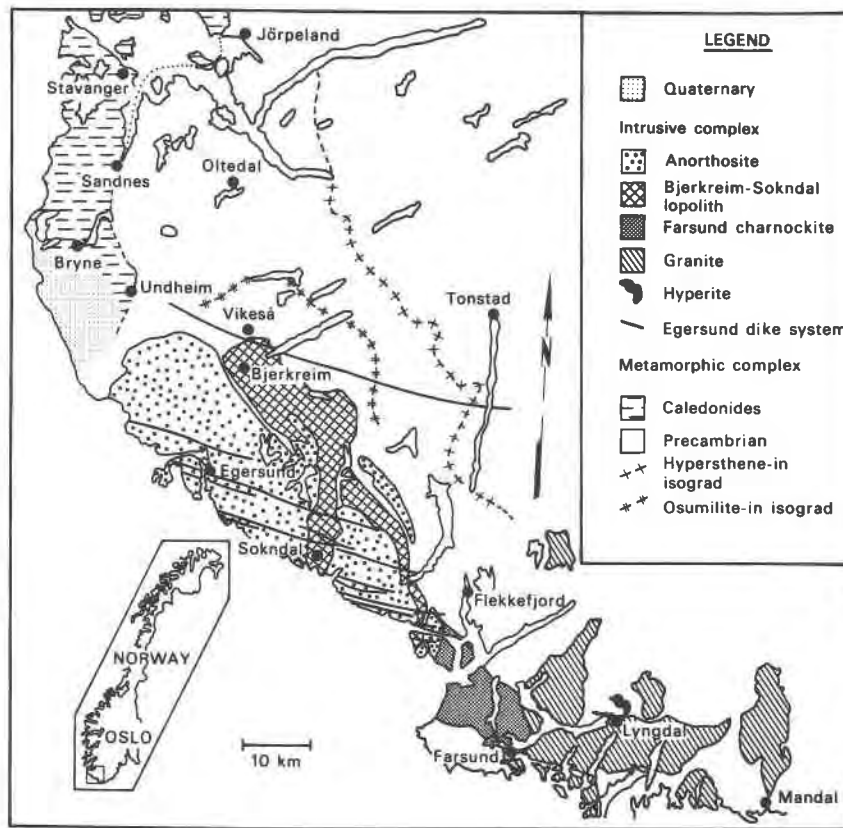 Jörpeland
Stavanger
Oltedal
Sandnes
Bryne
Undheim
Vikeså
Tonstad
Bjerkreim
Egersund
Sokndal
Flekkefjord
NORWAY
OSLO
10 km
Lyngdal
Farsund
Mandal
N
LEGEND
Quaternary
Intrusive complex
Anorthosite
Bjerkreim-Sokndal
lopolith
Farsund charnockite
Granite
Hyperite
Egersund dike system
Metamorphic complex
Caledonides
Precambrian
Hypersthene-in
isograd
Osumilite-in isograd